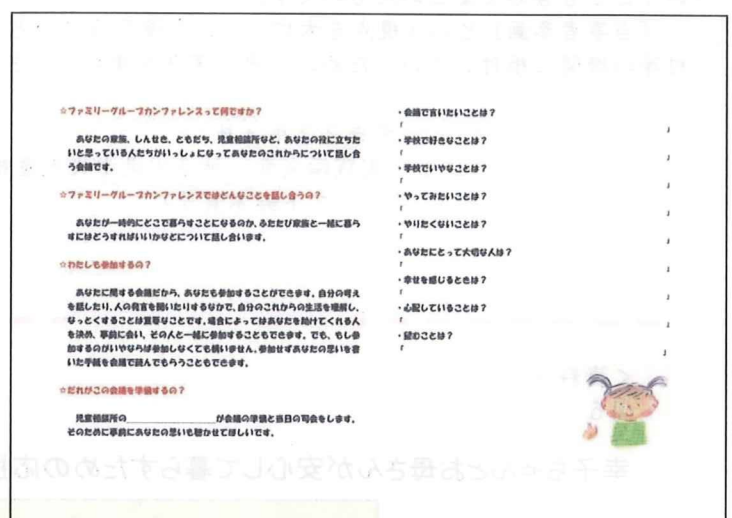 ☆ファミリーグループカンファレンスって何ですか？
あなたの家族、しんせき、ともだち、児童相談所など、あなたの役に立ちた
いと思っている人たちがいっしょになってあなたのこれからについて話し合
う会議です。
☆ファミリーグループカンファレンスではどんなことを話し合うの？
あなたが一時的にどこで暮らすことになるのか、ふたたび家族と一緒に暮ら
すにはどうすればいいかなどについて話し合います。
☆わたしも参加するの？
あなたに関する会議だから、あなたも参加することができます。自分の考え
を話したり、人の発言を聞いたりするなかで、自分のこれからの生活を理解し、
なっとくすることは重要なことです。場合によってはあなたを助けてくれる人
を決め、事前に会い、その人と一緒に参加することもできます。でも、もし参
加するのがいやならば参加しなくても構いません。参加せずあなたの思いを書
いた手紙を会議で読んでもらうこともできます。
☆だれがこの会議を準備するの？
児童相談所の＿＿＿＿＿＿＿＿が会議の準備と当日の司会をします。
そのために事前にあなたの思いも聴かせてほしいです。
・会議で言いたいことは？
「　　」
・学校で好きなことは？
「　　」
・学校でいやなことは？
「　　」
・やってみたいことは？
「　　」
・やりたくないことは？
「　　」
・あなたにとって大切な人は？
「　　」
・幸せを感じるときは？
「　　」
・心配していることは？
「　　」
・望むことは？
「　　」
幸子ちゃんとお母さんが安心して暮らすための応